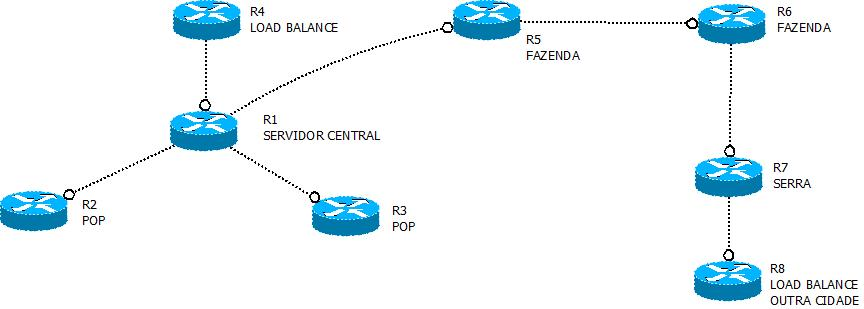 R4
LOAD BALANCE
R5
FAZENDA
R6
FAZENDA
R1
SERVIDOR CENTRAL
R7
SERRA
R2
POP
R3
POP
R8
LOAD BALANCE
OUTRA CIDADE